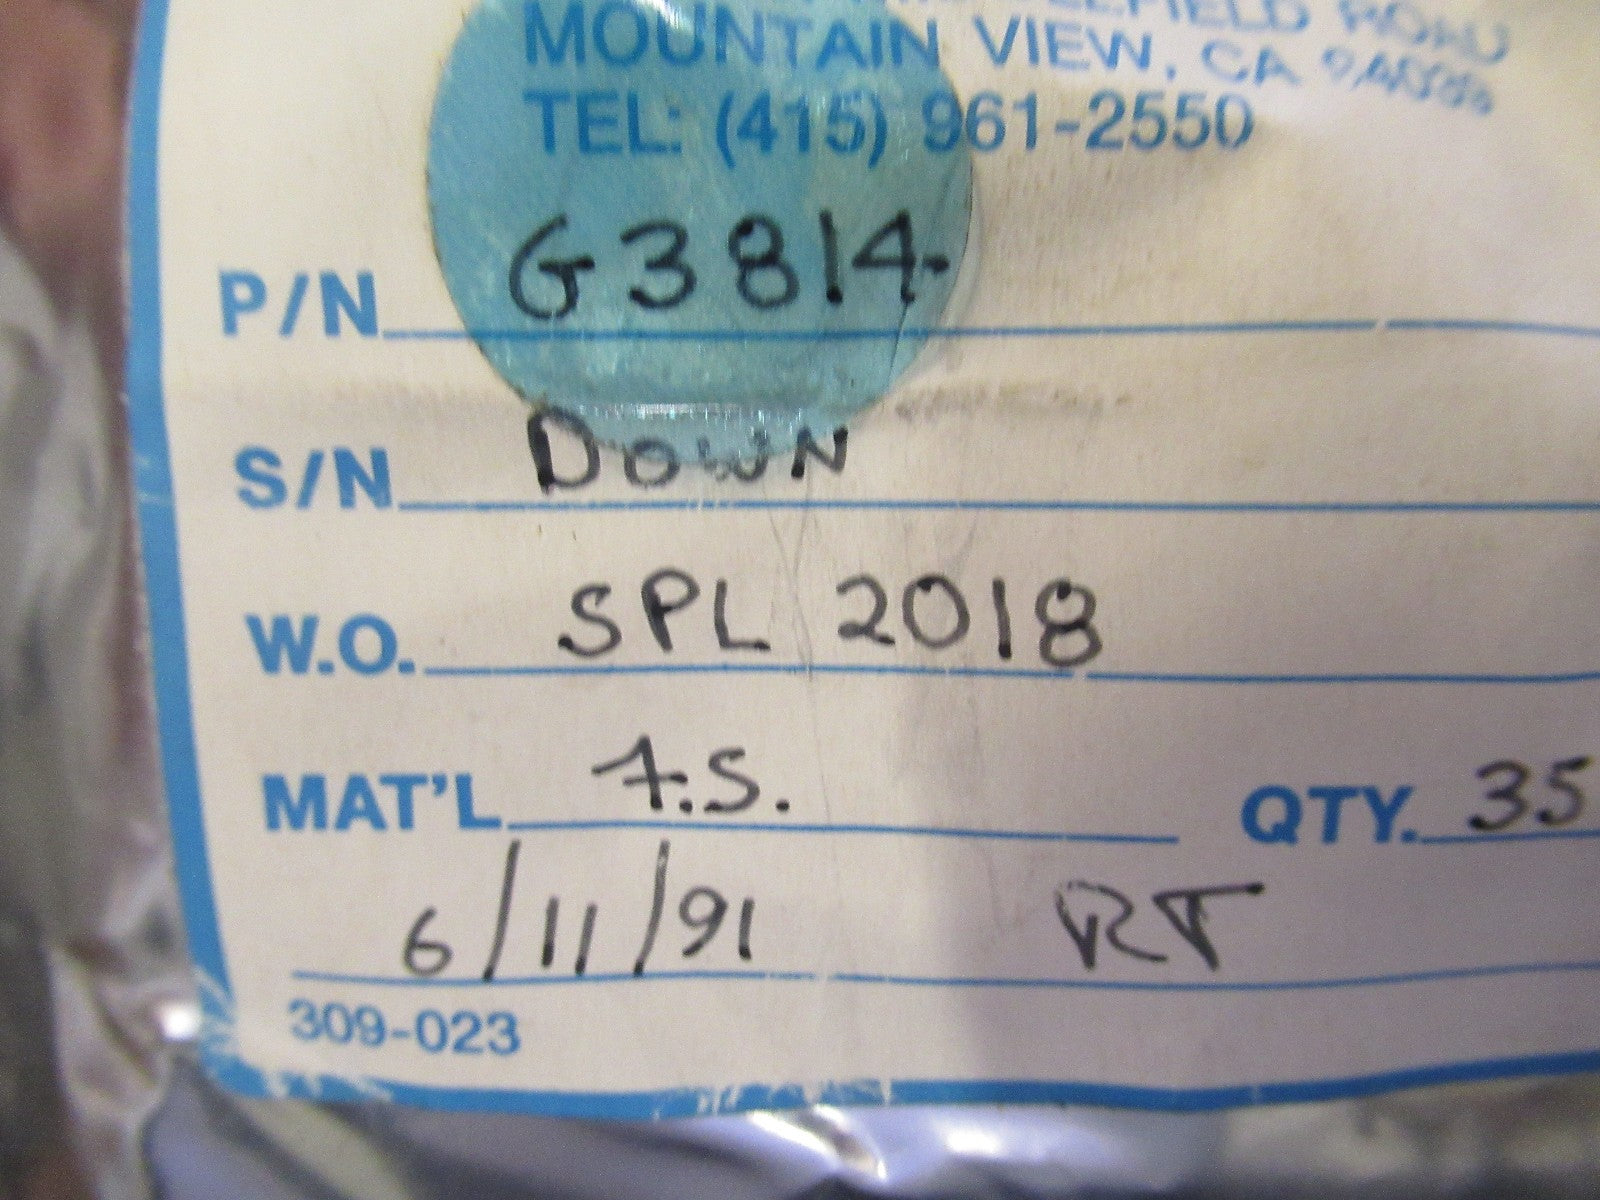 MOUNTAIN VIEW, CA
TEL: (415) 961-2550
P/N G3814
S/N DOWN
W.O. SPL 2018
MAT'L F.S. QTY. 35
6/11/91 RT
309-023